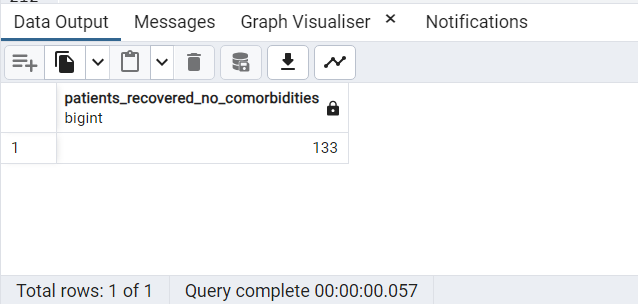 Data Output Messages Graph Visualiser × Notifications
patients_recovered_no_comorbidities
bigint
1 133
Total rows: 1 of 1 Query complete 00:00:00.057